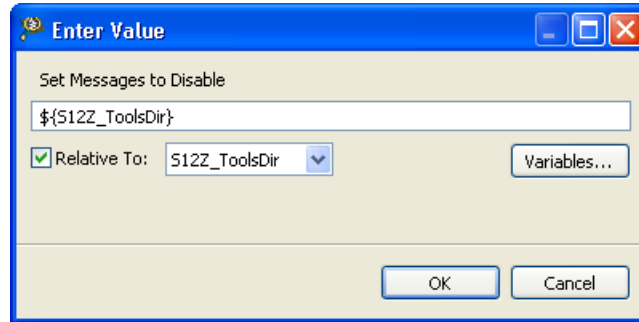 Enter Value
Set Messages to Disable
${S12Z_ToolsDir}
Relative To: S12Z_ToolsDir Variables...
OK Cancel